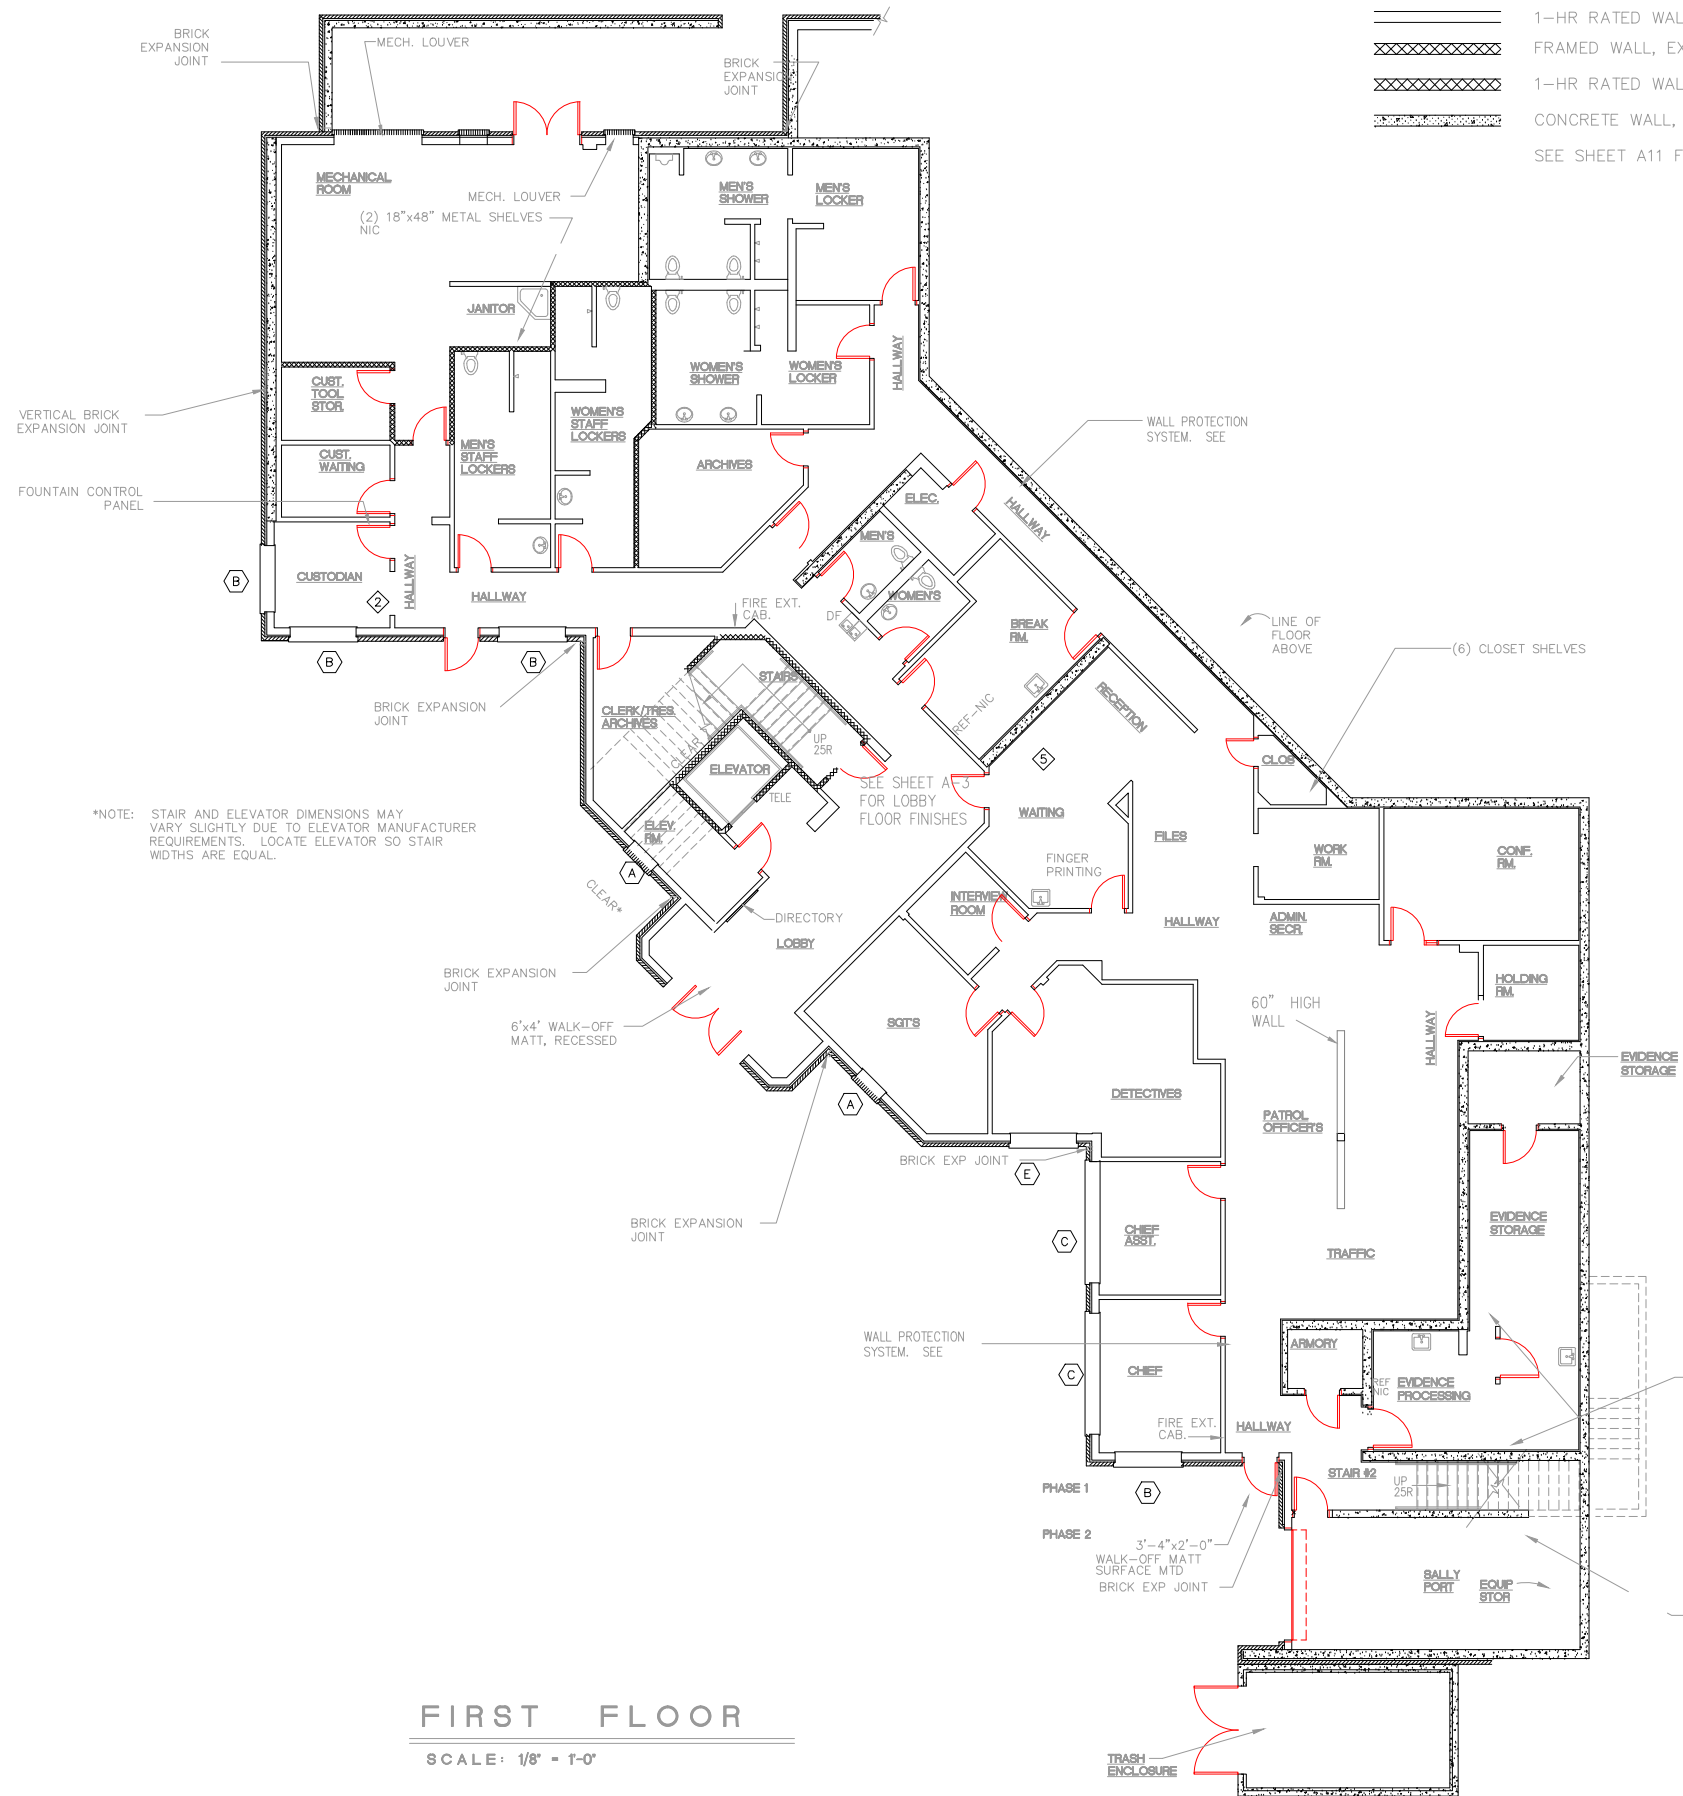 1-HR RATED WAL
FRAMED WALL, EX
1-HR RATED WAL
CONCRETE WALL,
SEE SHEET A11 F
BRICK
EXPANSION
JOINT
MECH. LOUVER
BRICK
EXPANSION
JOINT
MECHANICAL
ROOM
MECH. LOUVER
(2) 18"x48" METAL SHELVES
NIC
MEN'S
SHOWER
MEN'S
LOCKER
JANITOR
HALLWAY
WOMEN'S
SHOWER
WOMEN'S
LOCKER
CUST.
TOOL
STOR.
VERTICAL BRICK
EXPANSION JOINT
WOMEN'S
STAFF
LOCKERS
MEN'S
STAFF
LOCKERS
CUST.
WAITING
ARCHIVES
WALL PROTECTION
SYSTEM.  SEE
FOUNTAIN CONTROL
PANEL
ELEC.
HALLWAY
MEN'S
CUSTODIAN
B
2
HALLWAY
HALLWAY
FIRE EXT.
CAB.
DF
WOMEN'S
BREAK
RM.
LINE OF
FLOOR
ABOVE
(6) CLOSET SHELVES
B
B
STAIRS
BRICK EXPANSION
JOINT
CLERK/TRES.
ARCHIVES
RECEPTION
REF-NIC
UP
25R
CLEAR
ELEVATOR
5
CLOS
SEE SHEET A-3
FOR LOBBY
FLOOR FINISHES
TELE
*NOTE:  STAIR AND ELEVATOR DIMENSIONS MAY
VARY SLIGHTLY DUE TO ELEVATOR MANUFACTURER
REQUIREMENTS.  LOCATE ELEVATOR SO STAIR
WIDTHS ARE EQUAL.
ELEV.
RM.
WAITING
FILES
WORK
RM.
CONF.
RM.
A
CLEAR*
FINGER
PRINTING
INTERVIEW
ROOM
DIRECTORY
LOBBY
HALLWAY
ADMIN.
SECR.
BRICK EXPANSION
JOINT
HOLDING
RM.
60" HIGH
WALL
6'x4' WALK-OFF
MATT, RECESSED
SGT'S
HALLWAY
EVIDENCE
STORAGE
A
DETECTIVES
PATROL
OFFICER'S
BRICK EXP JOINT
E
BRICK EXPANSION
JOINT
C
CHIEF
ASST.
EVIDENCE
STORAGE
TRAFFIC
WALL PROTECTION
SYSTEM.  SEE
ARMORY
C
CHIEF
REF
NIC
EVIDENCE
PROCESSING
FIRE EXT.
CAB.
HALLWAY
STAIR #2
UP
25R
PHASE 1
B
PHASE 2
3'-4"x2'-0"
WALK-OFF MATT
SURFACE MTD
BRICK EXP JOINT
SALLY
PORT
EQUIP
STOR
FIRST FLOOR
SCALE: 1/8" = 1'-0"
TRASH
ENCLOSURE